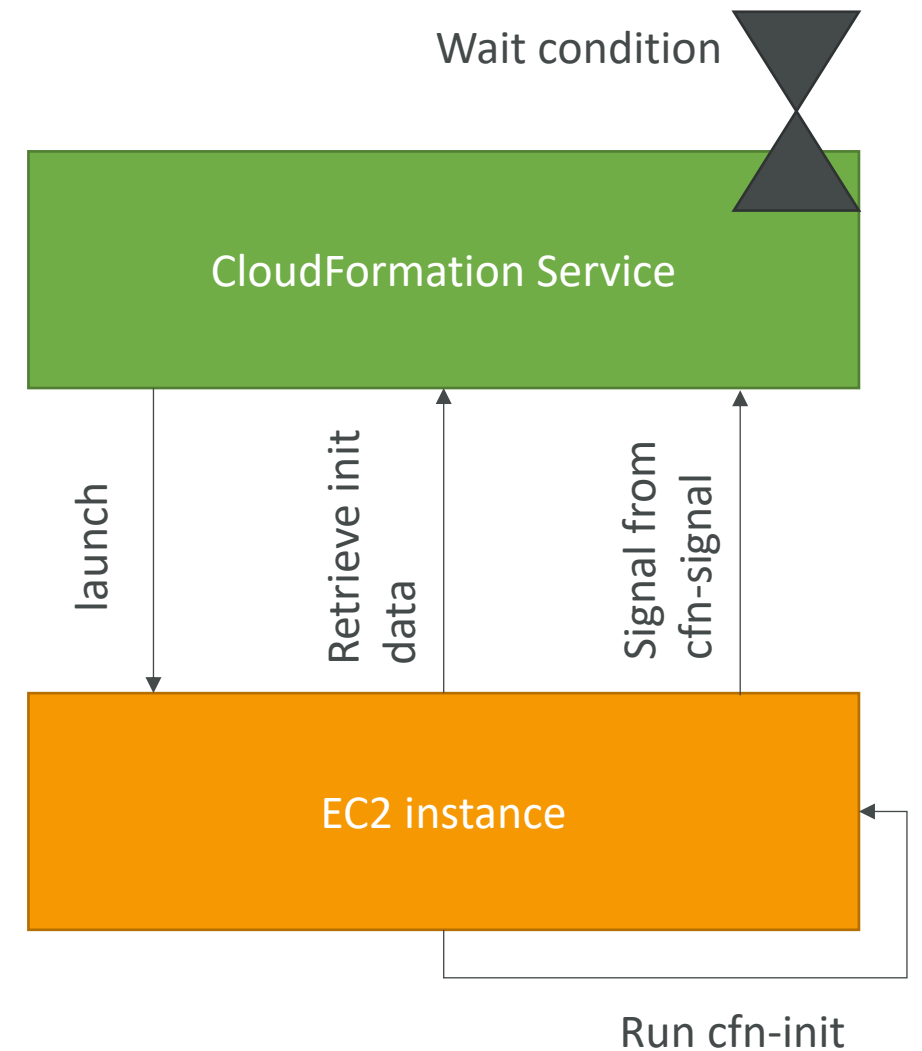 Wait condition
CloudFormation Service
launch
Retrieve init
data
Signal from
cfn-signal
EC2 instance
Run cfn-init